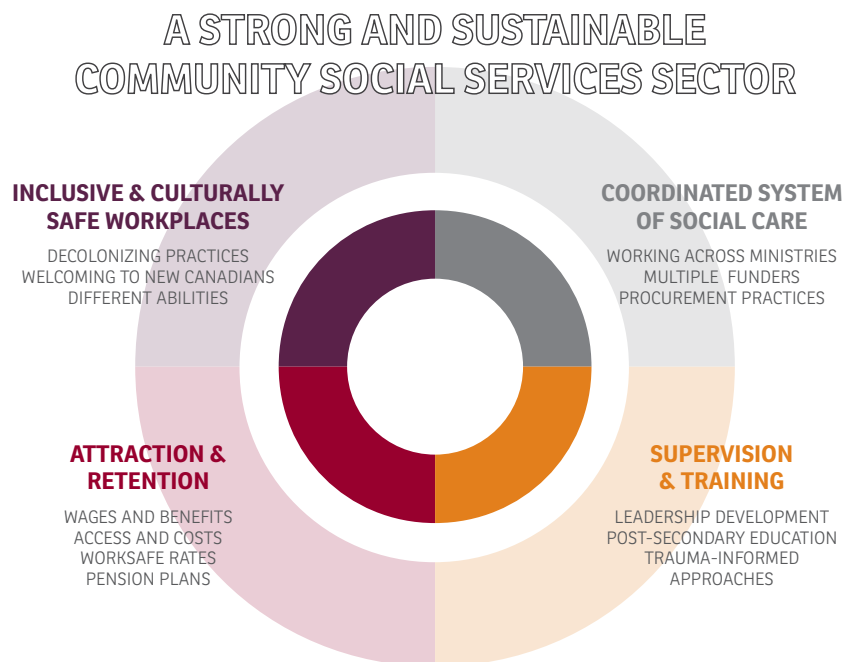 A STRONG AND SUSTAINABLE
COMMUNITY SOCIAL SERVICES SECTOR
INCLUSIVE & CULTURALLY
SAFE WORKPLACES
DECOLONIZING PRACTICES
WELCOMING TO NEW CANADIANS
DIFFERENT ABILITIES
COORDINATED SYSTEM
OF SOCIAL CARE
WORKING ACROSS MINISTRIES
MULTIPLE FUNDERS
PROCUREMENT PRACTICES
ATTRACTION &
RETENTION
WAGES AND BENEFITS
ACCESS AND COSTS
WORKSAFE RATES
PENSION PLANS
SUPERVISION
& TRAINING
LEADERSHIP DEVELOPMENT
POST-SECONDARY EDUCATION
TRAUMA-INFORMED
APPROACHES